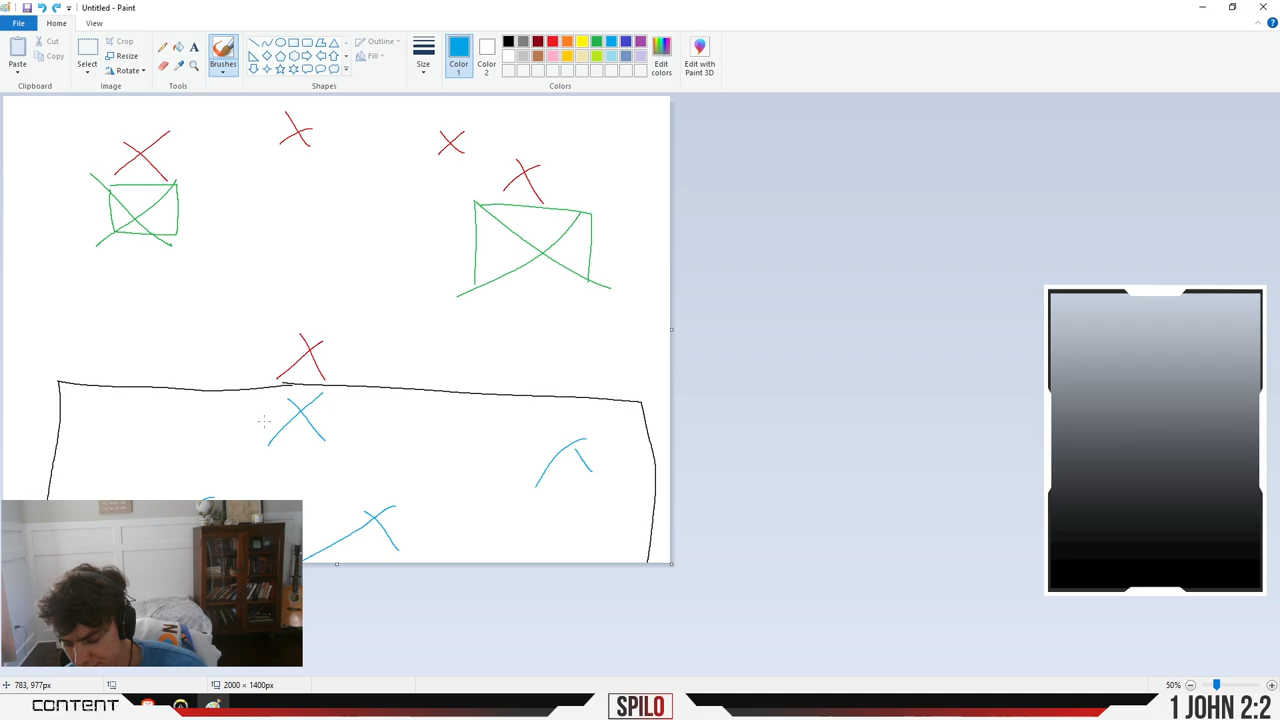 Untitled - Paint
File
Home
View
Paste
Cut
Copy
Clipboard
Select
Crop
Resize
Rotate
Image
A
Tools
Brushes
Outline
Fill
Shapes
Size
Color 1
Color 2
Edit colors
Colors
Edit with Paint 3D
783, 977px
2000 × 1400px
50%
CONTENT
SPILO
1 JOHN 2:2